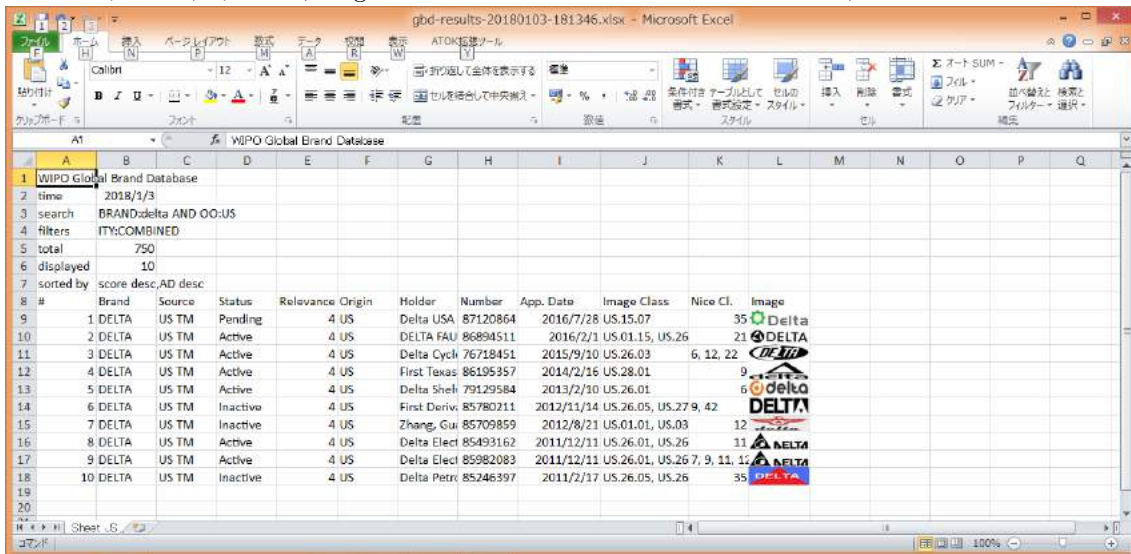 gbd-results-20180103-181346.xlsx - Microsoft Excel
ファイル ホーム 挿入 ページレイアウト 数式 データ 校閲 表示 ATOK拡張ツール
F H N P M A R W Y
Calibri 12 折り返して全体を表示する 標準 Σ オートSUM
貼り付け B I U セルを結合して中央揃え % 条件付き書式 テーブルとして書式設定 セルのスタイル 挿入 削除 書式 フィル クリア 並べ替えとフィルター 検索と選択
クリップボード フォント 配置 数値 スタイル セル 編集
A1 fx WIPO Global Brand Database
A B C D E F G H I J K L M N O P Q
1 WIPO Global Brand Database
2 time 2018/1/3
3 search BRAND:delta AND OO:US
4 filters ITY:COMBINED
5 total 750
6 displayed 10
7 sorted by score desc,AD desc
8 # Brand Source Status Relevance Origin Holder Number App. Date Image Class Nice Cl. Image
9 1 DELTA US TM Pending 4 US Delta USA 87120864 2016/7/28 US.15.07 35 Delta
10 2 DELTA US TM Active 4 US DELTA FAU 86894511 2016/2/1 US.01.15, US.26 21 DELTA
11 3 DELTA US TM Active 4 US Delta Cycl 76718451 2015/9/10 US.26.03 6, 12, 22 DELTA
12 4 DELTA US TM Active 4 US First Texas 86195357 2014/2/16 US.28.01 9 delta
13 5 DELTA US TM Active 4 US Delta Shel 79129584 2013/2/10 US.26.01 6 delta
14 6 DELTA US TM Inactive 4 US First Deriv 85780211 2012/11/14 US.26.05, US.27 9, 42 DELTA
15 7 DELTA US TM Inactive 4 US Zhang, Gu 85709859 2012/8/21 US.01.01, US.03 12
16 8 DELTA US TM Active 4 US Delta Elect 85493162 2011/12/11 US.26.01, US.26 11 DELTA
17 9 DELTA US TM Active 4 US Delta Elect 85982083 2011/12/11 US.26.01, US.26 7, 9, 11, 12 DELTA
18 10 DELTA US TM Inactive 4 US Delta Petr 85246397 2011/2/17 US.26.05, US.26 35 DELTA
19
20
Sheet
コマンド 100%